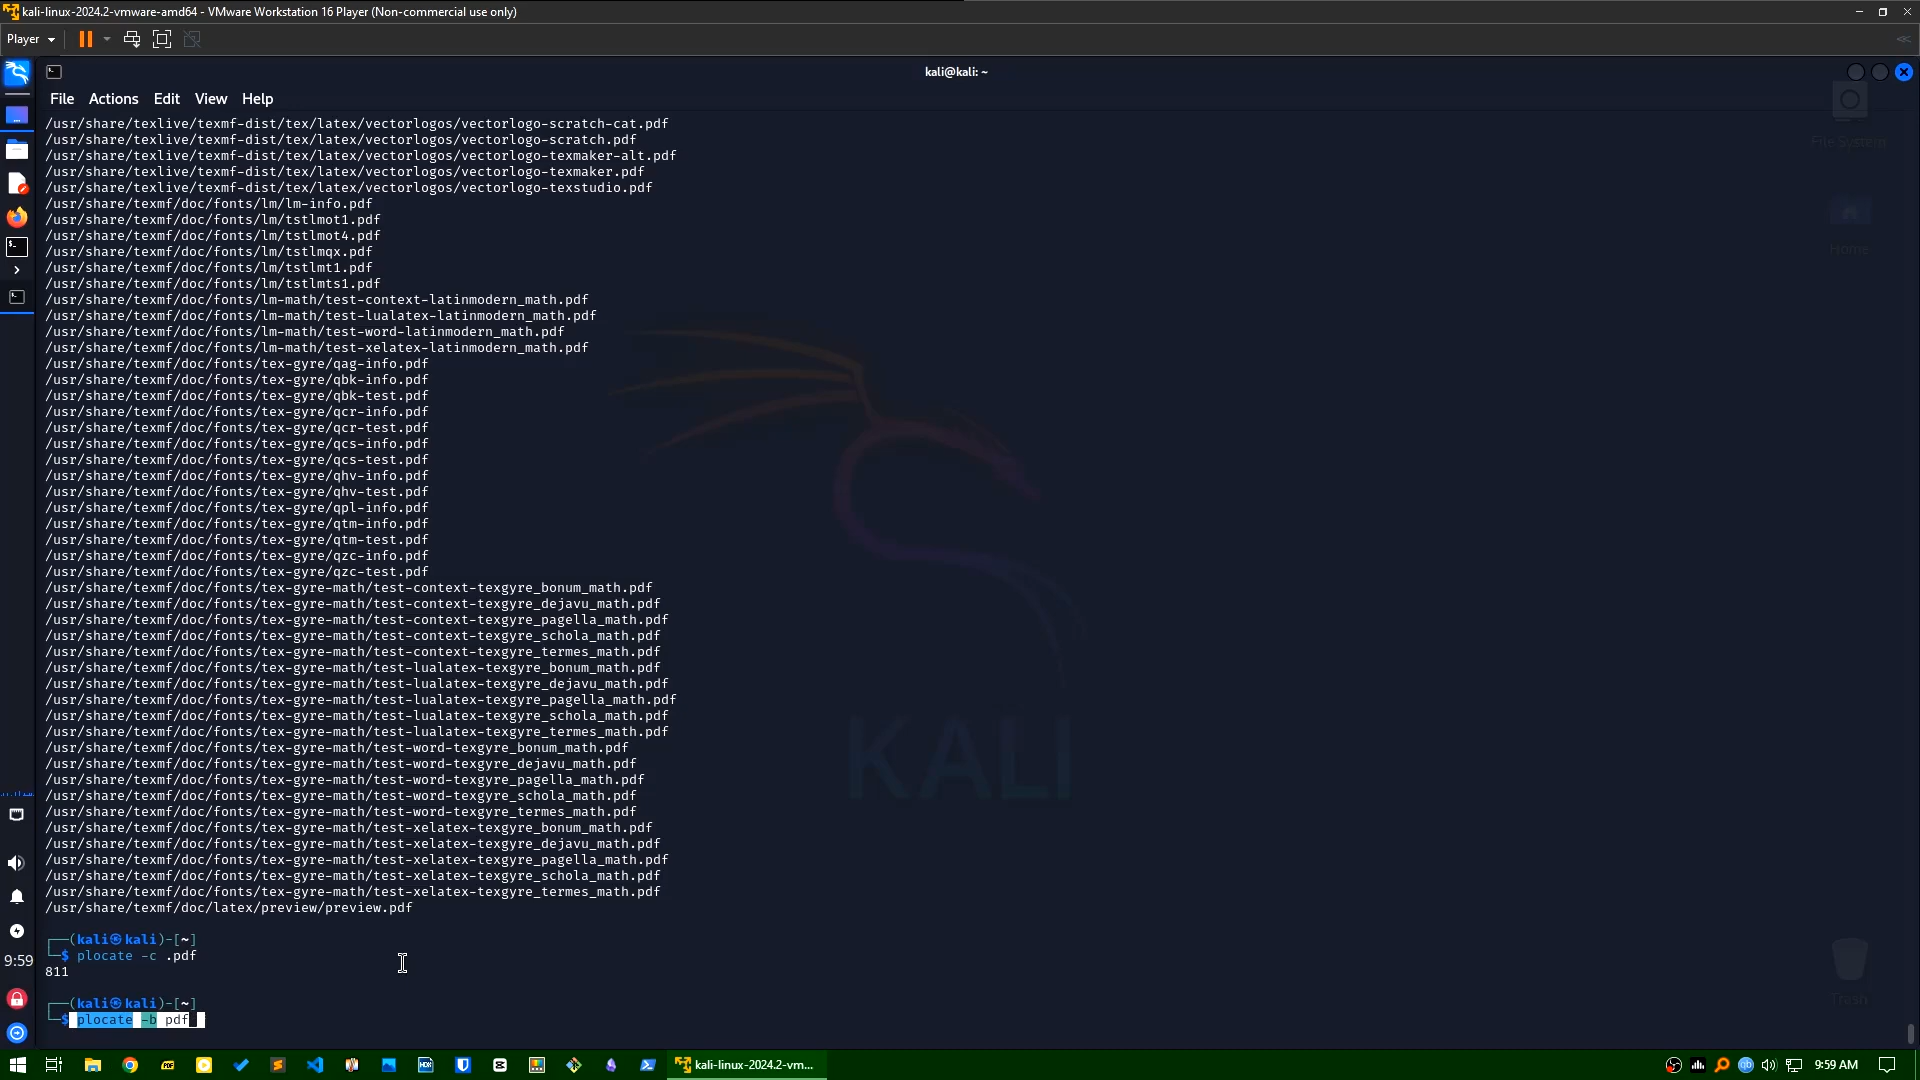 kali-linux-2024.2-vmware-amd64 - VMware Workstation 16 Player (Non-commercial use only)
Player
kali@kali: ~
File Actions Edit View Help
/usr/share/texlive/texmf-dist/tex/latex/vectorlogos/vectorlogo-scratch-cat.pdf
/usr/share/texlive/texmf-dist/tex/latex/vectorlogos/vectorlogo-scratch.pdf
/usr/share/texlive/texmf-dist/tex/latex/vectorlogos/vectorlogo-texmaker-alt.pdf
/usr/share/texlive/texmf-dist/tex/latex/vectorlogos/vectorlogo-texmaker.pdf
/usr/share/texlive/texmf-dist/tex/latex/vectorlogos/vectorlogo-texstudio.pdf
/usr/share/texmf/doc/fonts/lm/lm-info.pdf
/usr/share/texmf/doc/fonts/lm/tstlmot1.pdf
/usr/share/texmf/doc/fonts/lm/tstlmot4.pdf
/usr/share/texmf/doc/fonts/lm/tstlmqx.pdf
/usr/share/texmf/doc/fonts/lm/tstlmt1.pdf
/usr/share/texmf/doc/fonts/lm/tstlmts1.pdf
/usr/share/texmf/doc/fonts/lm-math/test-context-latinmodern_math.pdf
/usr/share/texmf/doc/fonts/lm-math/test-lualatex-latinmodern_math.pdf
/usr/share/texmf/doc/fonts/lm-math/test-word-latinmodern_math.pdf
/usr/share/texmf/doc/fonts/lm-math/test-xelatex-latinmodern_math.pdf
/usr/share/texmf/doc/fonts/tex-gyre/qag-info.pdf
/usr/share/texmf/doc/fonts/tex-gyre/qbk-info.pdf
/usr/share/texmf/doc/fonts/tex-gyre/qbk-test.pdf
/usr/share/texmf/doc/fonts/tex-gyre/qcr-info.pdf
/usr/share/texmf/doc/fonts/tex-gyre/qcr-test.pdf
/usr/share/texmf/doc/fonts/tex-gyre/qcs-info.pdf
/usr/share/texmf/doc/fonts/tex-gyre/qcs-test.pdf
/usr/share/texmf/doc/fonts/tex-gyre/qhv-info.pdf
/usr/share/texmf/doc/fonts/tex-gyre/qhv-test.pdf
/usr/share/texmf/doc/fonts/tex-gyre/qpl-info.pdf
/usr/share/texmf/doc/fonts/tex-gyre/qtm-info.pdf
/usr/share/texmf/doc/fonts/tex-gyre/qtm-test.pdf
/usr/share/texmf/doc/fonts/tex-gyre/qzc-info.pdf
/usr/share/texmf/doc/fonts/tex-gyre/qzc-test.pdf
/usr/share/texmf/doc/fonts/tex-gyre-math/test-context-texgyre_bonum_math.pdf
/usr/share/texmf/doc/fonts/tex-gyre-math/test-context-texgyre_dejavu_math.pdf
/usr/share/texmf/doc/fonts/tex-gyre-math/test-context-texgyre_pagella_math.pdf
/usr/share/texmf/doc/fonts/tex-gyre-math/test-context-texgyre_schola_math.pdf
/usr/share/texmf/doc/fonts/tex-gyre-math/test-context-texgyre_termes_math.pdf
/usr/share/texmf/doc/fonts/tex-gyre-math/test-lualatex-texgyre_bonum_math.pdf
/usr/share/texmf/doc/fonts/tex-gyre-math/test-lualatex-texgyre_dejavu_math.pdf
/usr/share/texmf/doc/fonts/tex-gyre-math/test-lualatex-texgyre_pagella_math.pdf
/usr/share/texmf/doc/fonts/tex-gyre-math/test-lualatex-texgyre_schola_math.pdf
/usr/share/texmf/doc/fonts/tex-gyre-math/test-lualatex-texgyre_termes_math.pdf
/usr/share/texmf/doc/fonts/tex-gyre-math/test-word-texgyre_bonum_math.pdf
/usr/share/texmf/doc/fonts/tex-gyre-math/test-word-texgyre_dejavu_math.pdf
/usr/share/texmf/doc/fonts/tex-gyre-math/test-word-texgyre_pagella_math.pdf
/usr/share/texmf/doc/fonts/tex-gyre-math/test-word-texgyre_schola_math.pdf
/usr/share/texmf/doc/fonts/tex-gyre-math/test-word-texgyre_termes_math.pdf
/usr/share/texmf/doc/fonts/tex-gyre-math/test-xelatex-texgyre_bonum_math.pdf
/usr/share/texmf/doc/fonts/tex-gyre-math/test-xelatex-texgyre_dejavu_math.pdf
/usr/share/texmf/doc/fonts/tex-gyre-math/test-xelatex-texgyre_pagella_math.pdf
/usr/share/texmf/doc/fonts/tex-gyre-math/test-xelatex-texgyre_schola_math.pdf
/usr/share/texmf/doc/fonts/tex-gyre-math/test-xelatex-texgyre_termes_math.pdf
/usr/share/texmf/doc/latex/preview/preview.pdf
┌──(kali㉿kali)-[~]
└─$ plocate -c .pdf
811
┌──(kali㉿kali)-[~]
└─$ plocate -b pdf
File System
Home
Trash
KALI
9:59
kali-linux-2024.2-vm...
9:59 AM